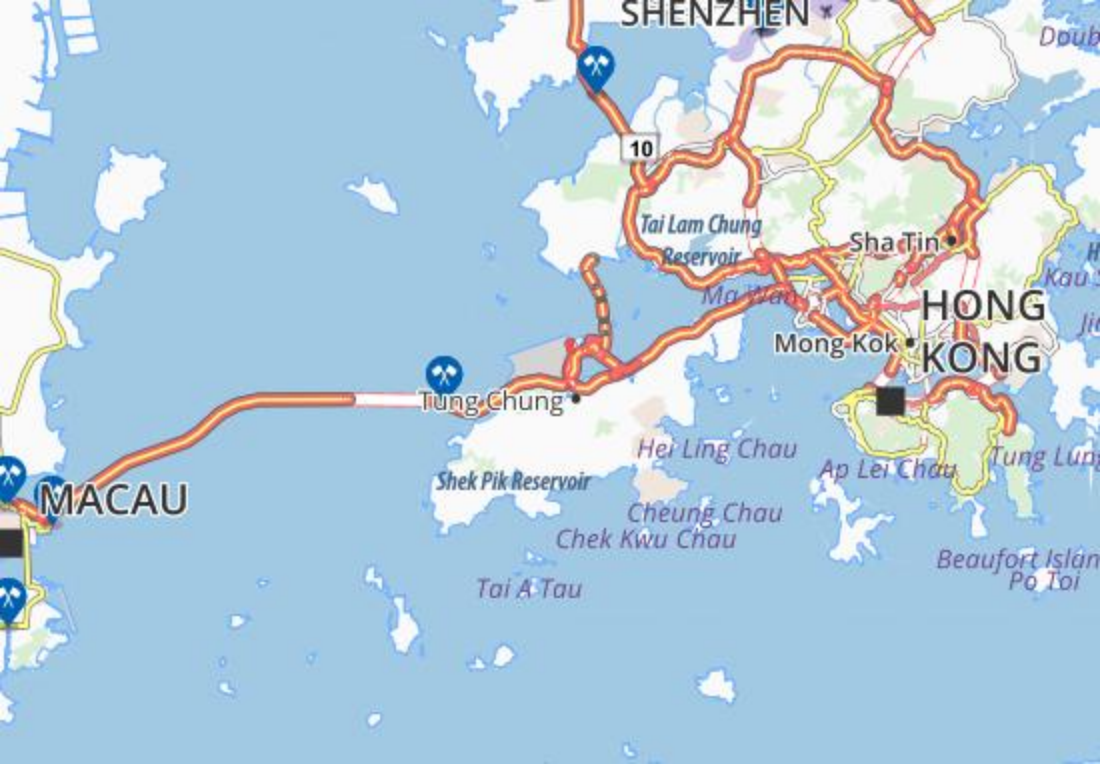 SHENZHEN
Doub
10
Tai Lam Chung
Reservoir
Sha Tin
Kau S
Ma Wan
HONG
KONG
Mong Kok
Tung Chung
Hei Ling Chau
Ap Lei Chau
Tung Lung
Shek Pik Reservoir
MACAU
Cheung Chau
Chek Kwu Chau
Beaufort Islan
Po Toi
Tai A Tau